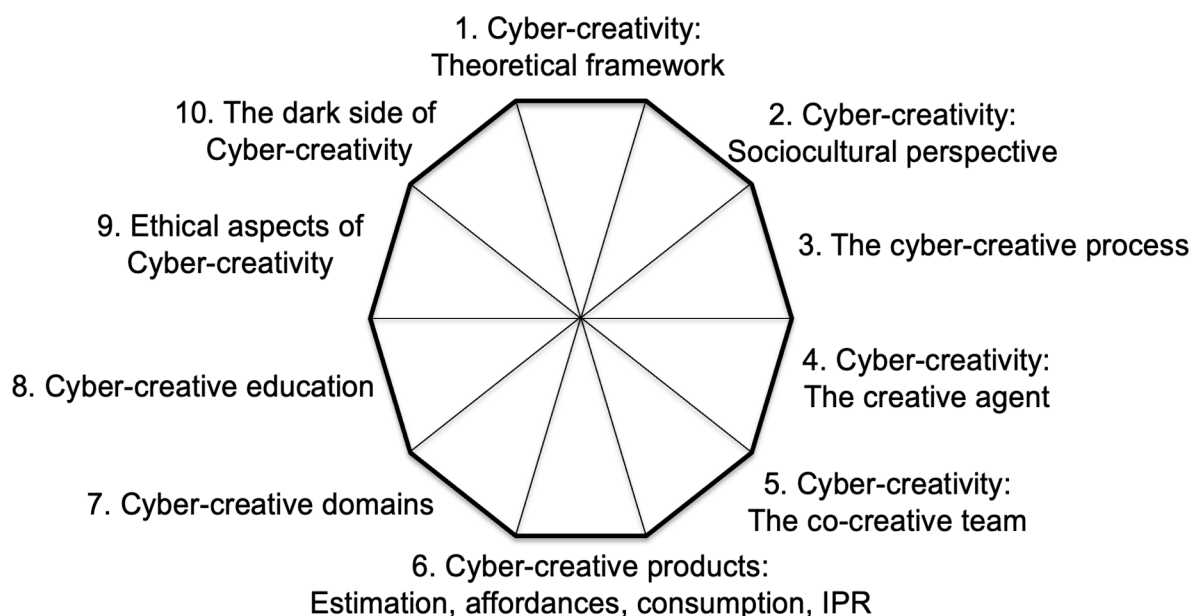 1. Cyber-creativity:
Theoretical framework
2. Cyber-creativity:
Sociocultural perspective
3. The cyber-creative process
4. Cyber-creativity:
The creative agent
5. Cyber-creativity:
The co-creative team
6. Cyber-creative products:
Estimation, affordances, consumption, IPR
7. Cyber-creative domains
8. Cyber-creative education
9. Ethical aspects of
Cyber-creativity
10. The dark side of
Cyber-creativity